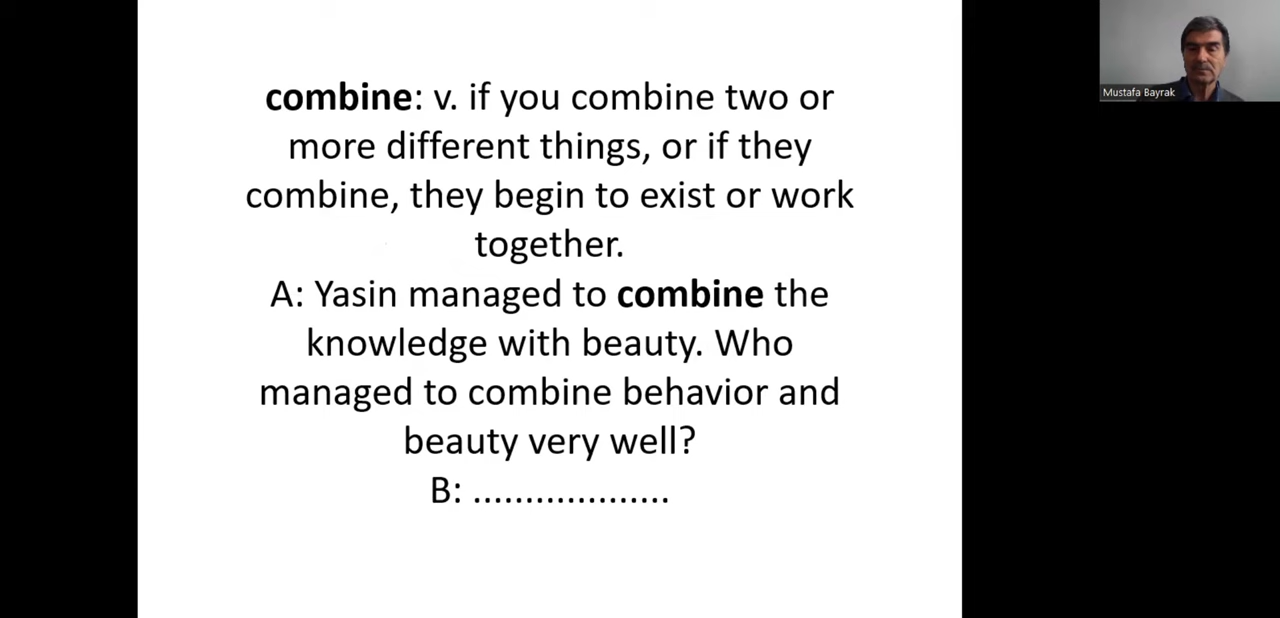 combine: v. if you combine two or
more different things, or if they
combine, they begin to exist or work
together.
A: Yasin managed to combine the
knowledge with beauty. Who
managed to combine behavior and
beauty very well?
B: ...................
Mustafa Bayrak